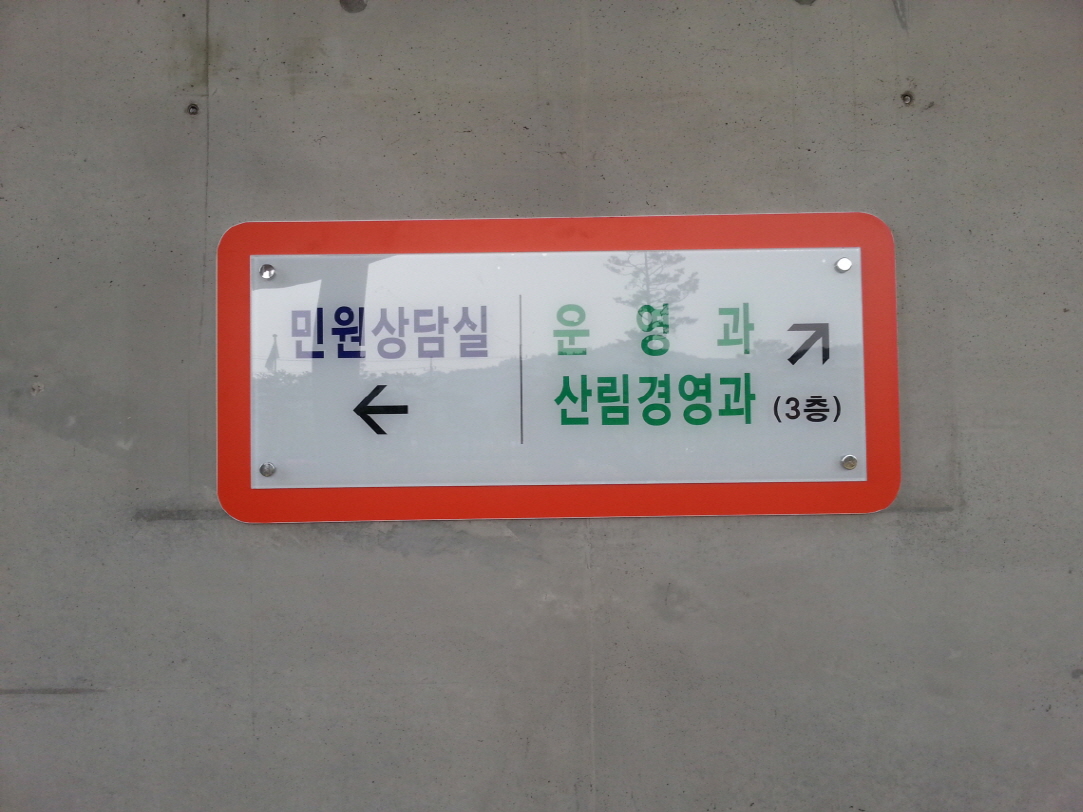 민원상담실
←
운영과 ↗
산림경영과 (3층)